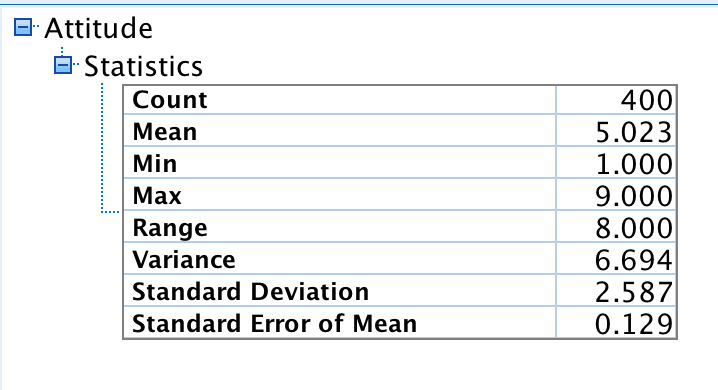 Attitude
Statistics
Count 400
Mean 5.023
Min 1.000
Max 9.000
Range 8.000
Variance 6.694
Standard Deviation 2.587
Standard Error of Mean 0.129